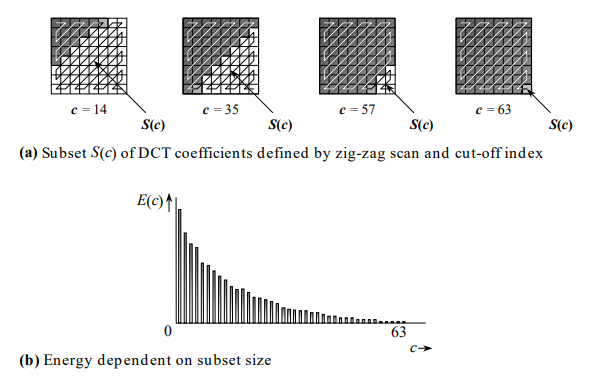 c = 14
c = 35
c = 57
c = 63
S(c)
S(c)
S(c)
S(c)
(a) Subset S(c) of DCT coefficients defined by zig-zag scan and cut-off index
E(c)
0
63
c
(b) Energy dependent on subset size